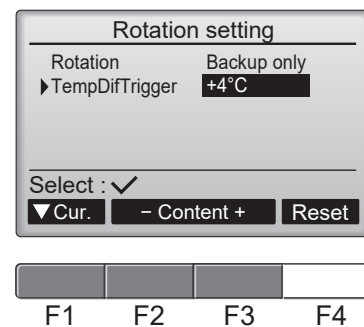 Rotation setting
Rotation Backup only
TempDifTrigger +4°C
Select :
Cur. − Content + Reset
F1 F2 F3 F4